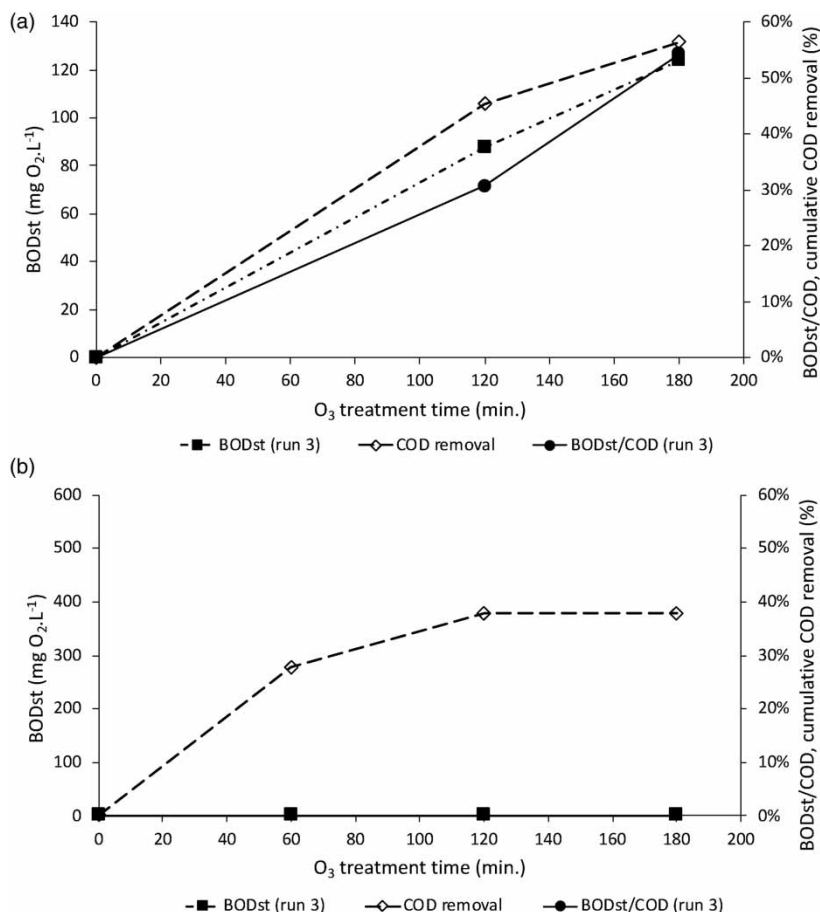 (a)
140
120
100
80
60
40
20
0
BODst (mg O₂.L⁻¹)
60%
50%
40%
30%
20%
10%
0%
BODst/COD, cumulative COD removal (%)
0 20 40 60 80 100 120 140 160 180 200
O₃ treatment time (min.)
BODst (run 3) COD removal BODst/COD (run 3)
(b)
600
500
400
300
200
100
0
BODst (mg O₂.L⁻¹)
60%
50%
40%
30%
20%
10%
0%
BODst/COD, cumulative COD removal (%)
0 20 40 60 80 100 120 140 160 180 200
O₃ treatment time (min.)
BODst (run 3) COD removal BODst/COD (run 3)